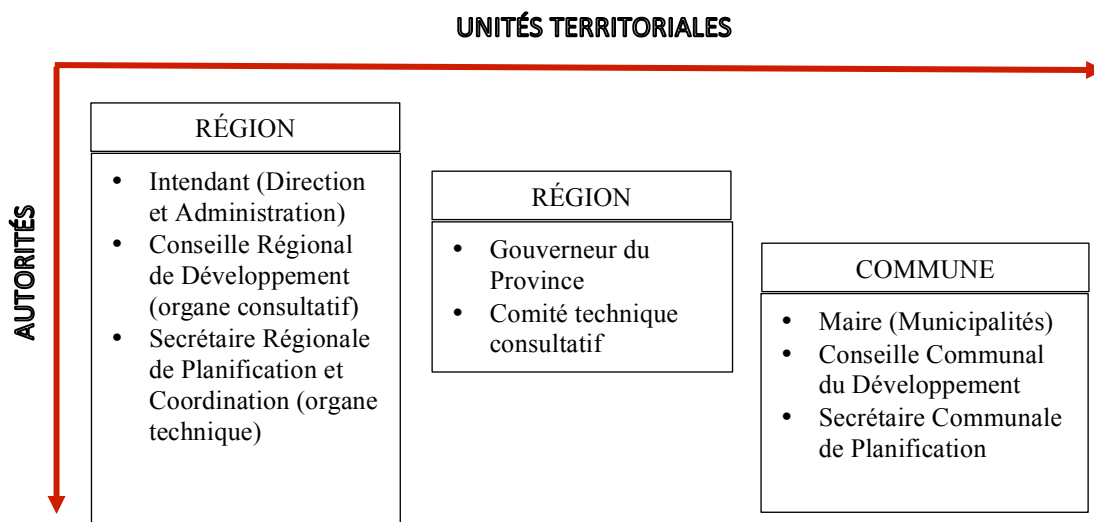 UNITÉS TERRITORIALES
AUTORITÉS
RÉGION
• Intendant (Direction
et Administration)
• Conseille Régional
de Développement
(organe consultatif)
• Secrétaire Régionale
de Planification et
Coordination (organe
technique)
RÉGION
• Gouverneur du
Province
• Comité technique
consultatif
COMMUNE
• Maire (Municipalités)
• Conseille Communal
du Développement
• Secrétaire Communale
de Planification